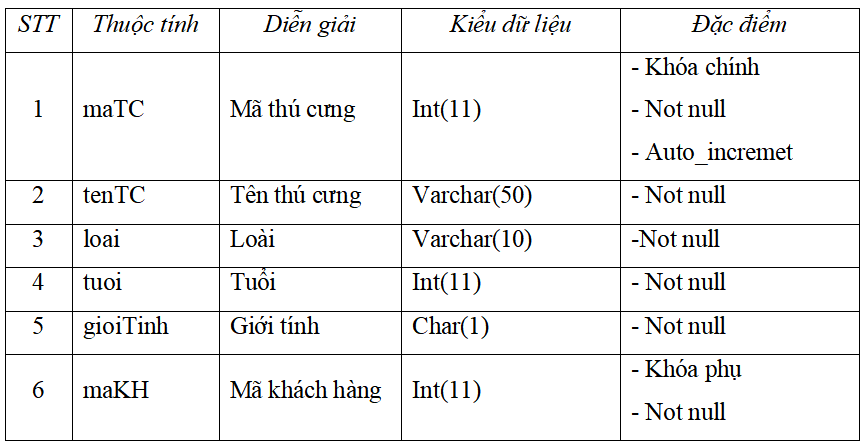 STT Thuộc tính Diễn giải Kiểu dữ liệu Đặc điểm
1 maTC Mã thú cưng Int(11) - Khóa chính
- Not null
- Auto_incremet
2 tenTC Tên thú cưng Varchar(50) - Not null
3 loai Loài Varchar(10) -Not null
4 tuoi Tuổi Int(11) - Not null
5 gioiTinh Giới tính Char(1) - Not null
6 maKH Mã khách hàng Int(11) - Khóa phụ
- Not null